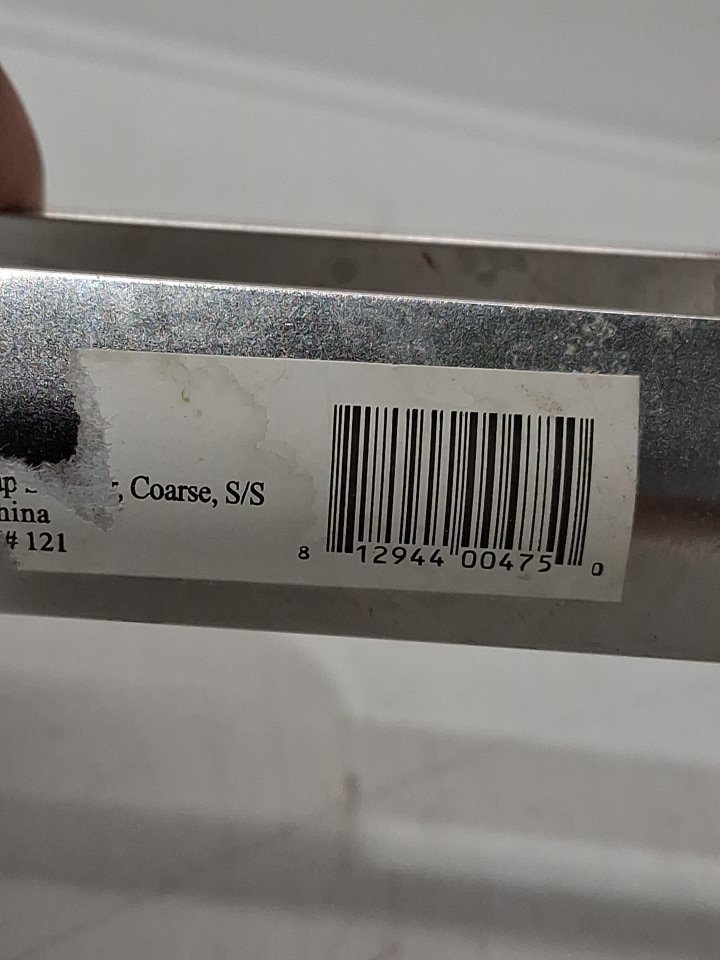 , Coarse, S/S
hina
# 121
8 12944 00475 0